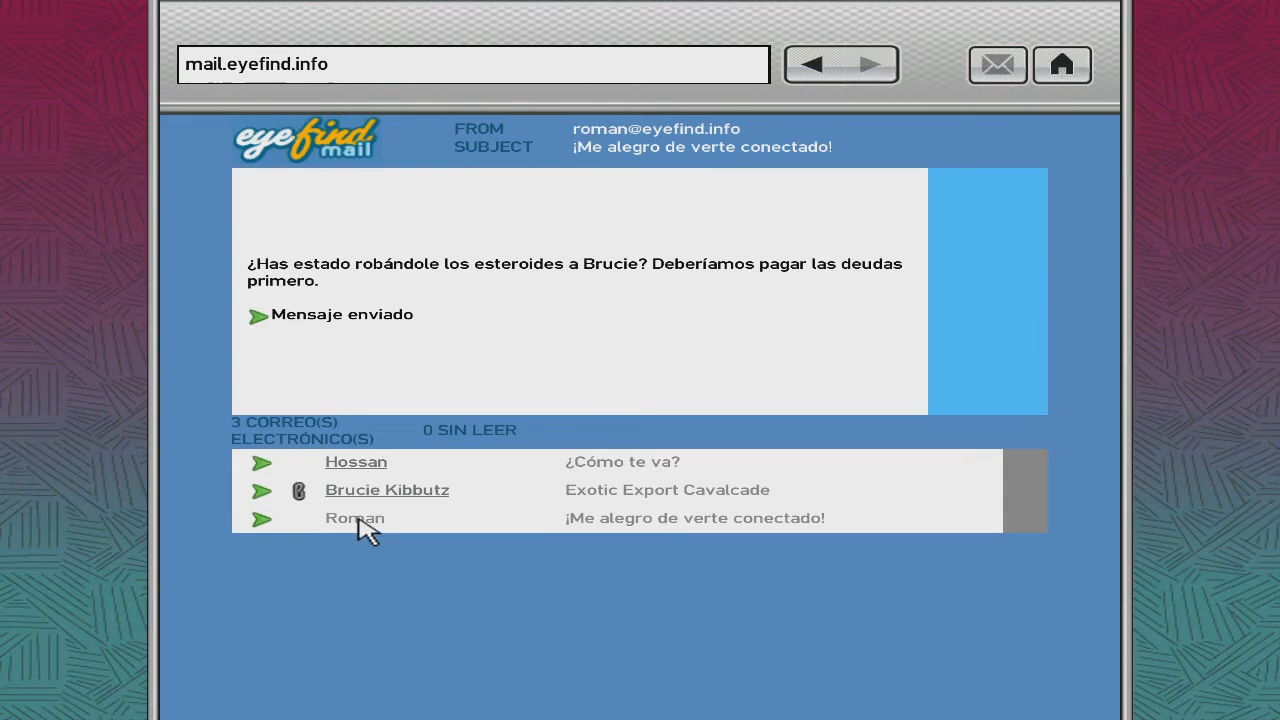 mail.eyefind.info
eyefind
mail
FROM roman@eyefind.info
SUBJECT ¡Me alegro de verte conectado!
¿Has estado robándole los esteroides a Brucie? Deberíamos pagar las deudas
primero.
Mensaje enviado
3 CORREO(S)
ELECTRÓNICO(S)
0 SIN LEER
Hossan ¿Cómo te va?
Brucie Kibbutz Exotic Export Cavalcade
Roman ¡Me alegro de verte conectado!